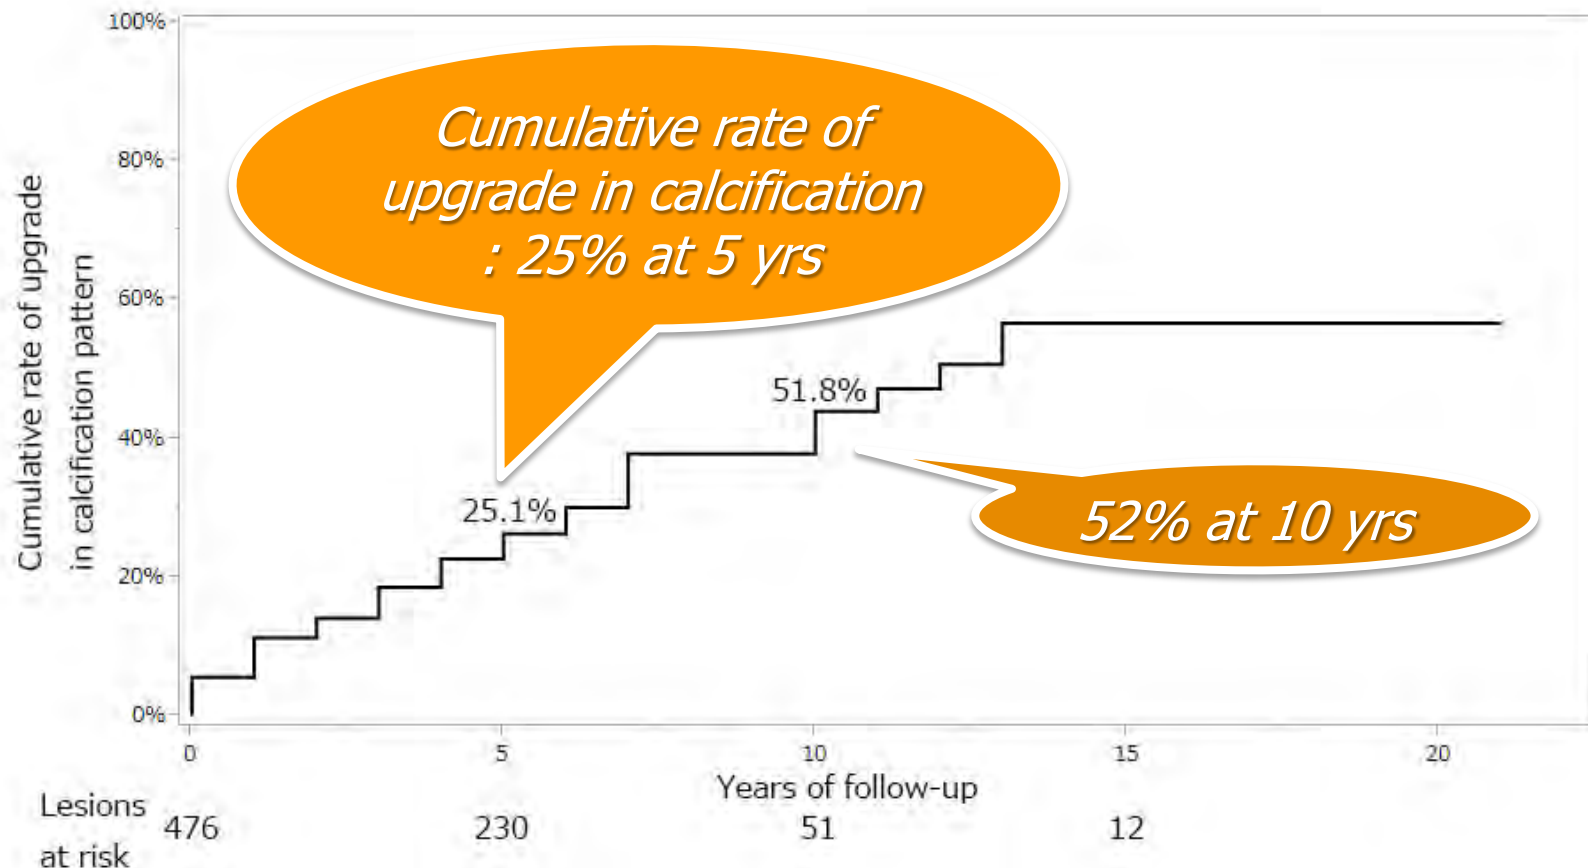 100%
80%
60%
40%
20%
0%
Cumulative rate of upgrade
in calcification pattern
Cumulative rate of
upgrade in calcification
: 25% at 5 yrs
51.8%
25.1%
52% at 10 yrs
0 5 10 15 20
Years of follow-up
Lesions
at risk
476 230 51 12